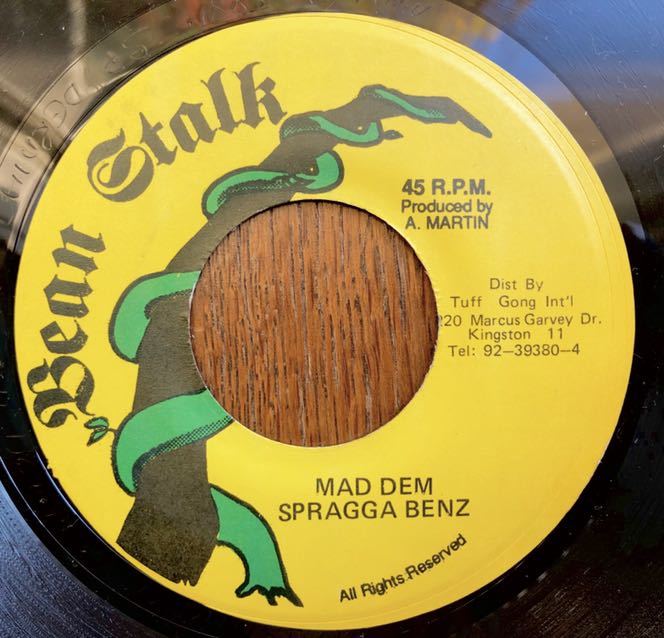 Bean Stalk
45 R.P.M.
Produced by
A. MARTIN
Dist By
Tuff Gong Int'l
220 Marcus Garvey Dr.
Kingston 11
Tel: 92-39380-4
MAD DEM
SPRAGGA BENZ
All Rights Reserved